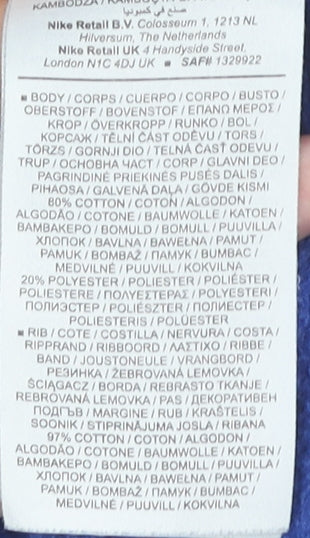 KAMBODŻA / КАМБОДЖА
صنع في كمبوديا
Nike Retail B.V. Colosseum 1, 1213 NL
Hilversum, The Netherlands
Nike Retail UK 4 Handyside Street,
London N1C 4DJ UK ■ SAF# 1329922
■ BODY / CORPS / CUERPO / CORPO / BUSTO /
OBERSTOFF / BOVENSTOF / ΕΠΑΝΩ ΜΕΡΟΣ /
KROP / ÖVERKROPP / RUNKO / BOL /
КОРСАЖ / TĚLNÍ ČÁST ODĚVU / TORS /
TÖRZS / GORNJI DIO / TELNÁ ČASŤ ODEVU /
TRUP / ОСНОВНА ЧАСТ / CORP / GLAVNI DEO /
PAGRINDINĖ PRIEKINĖS PUSĖS DALIS /
PIHAOSA / GALVENĀ DAĻA / GÖVDE KISMI
80% COTTON / COTON / ALGODÓN /
ALGODÃO / COTONE / BAUMWOLLE / KATOEN /
ΒΑΜΒΑΚΕΡΟ / BOMULD / BOMULL / PUUVILLA /
ХЛОПОК / BAVLNA / BAWEŁNA / PAMUT /
PAMUK / BOMBAŽ / ПАМУК / BUMBAC /
MEDVILNĖ / PUUVILL / KOKVILNA
20% POLYESTER / POLIESTER / POLIÉSTER /
POLIESTERE / ΠΟΛΥΕΣΤΕΡΑΣ / POLYESTERI /
ПОЛИЭСТЕР / POLIÉSZTER / ПОЛИЕСТЕР /
POLIESTERIS / POLÜESTER
■ RIB / COTE / COSTILLA / NERVURA / COSTA /
RIPPRAND / RIBBOORD / ΛΑΣΤΙΧΟ / RIBBE /
BAND / JOUSTONEULE / VRANGBORD /
РЕЗИНКА / ŽEBROVANÁ LEMOVKA /
ŚCIĄGACZ / BORDA / REBRASTO TKANJE /
REBROVANÁ LEMOVKA / PAS / ДЕКОРАТИВЕН
ПОДГЪВ / MARGINE / RUB / KRAŠTELIS /
SOONIK / STIPRINĀJUMA JOSLA / RIBANA
97% COTTON / COTON / ALGODÓN /
ALGODÃO / COTONE / BAUMWOLLE / KATOEN /
ΒΑΜΒΑΚΕΡΟ / BOMULD / BOMULL / PUUVILLA /
ХЛОПОК / BAVLNA / BAWEŁNA / PAMUT /
PAMUK / BOMBAŽ / ПАМУК / BUMBAC /
MEDVILNĖ / PUUVILL / KOKVILNA